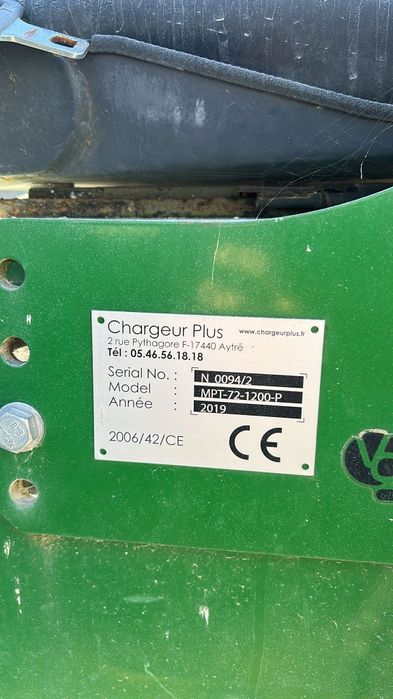 Chargeur Plus www.chargeurplus.fr
2 rue Pythagore F-17440 Aytré
Tél : 05.46.56.18.18
Serial No. : N 0094/2
Model : MPT-72-1200-P
Année : 2019
2006/42/CE CE